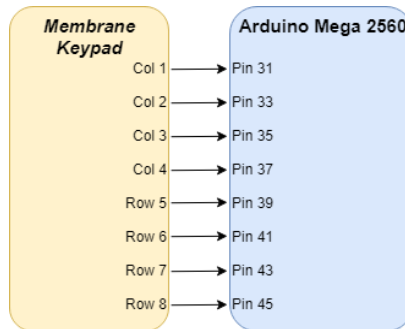 Membrane
Keypad
Arduino Mega 2560
Col 1
Pin 31
Col 2
Pin 33
Col 3
Pin 35
Col 4
Pin 37
Row 5
Pin 39
Row 6
Pin 41
Row 7
Pin 43
Row 8
Pin 45